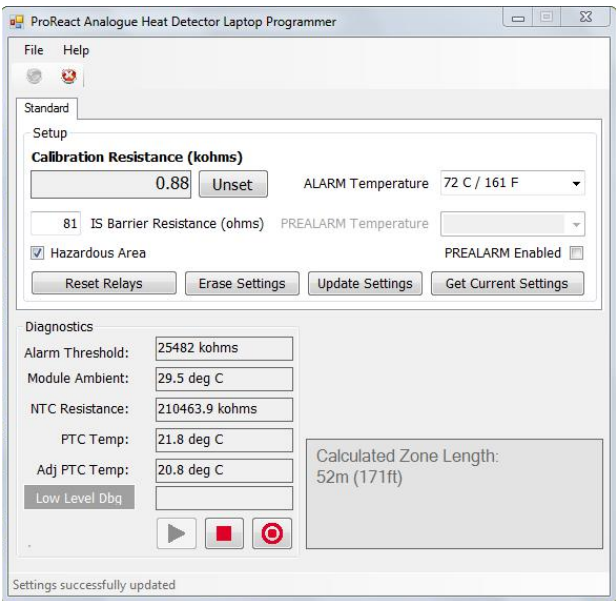 ProReact Analogue Heat Detector Laptop Programmer
File Help
Standard
Setup
Calibration Resistance (kohms)
0.88 Unset ALARM Temperature 72 C / 161 F
81 IS Barrier Resistance (ohms) PREALARM Temperature
Hazardous Area PREALARM Enabled
Reset Relays Erase Settings Update Settings Get Current Settings
Diagnostics
Alarm Threshold: 25482 kohms
Module Ambient: 29.5 deg C
NTC Resistance: 210463.9 kohms
PTC Temp: 21.8 deg C
Adj PTC Temp: 20.8 deg C
Low Level Dbg
Calculated Zone Length:
52m (171ft)
Settings successfully updated